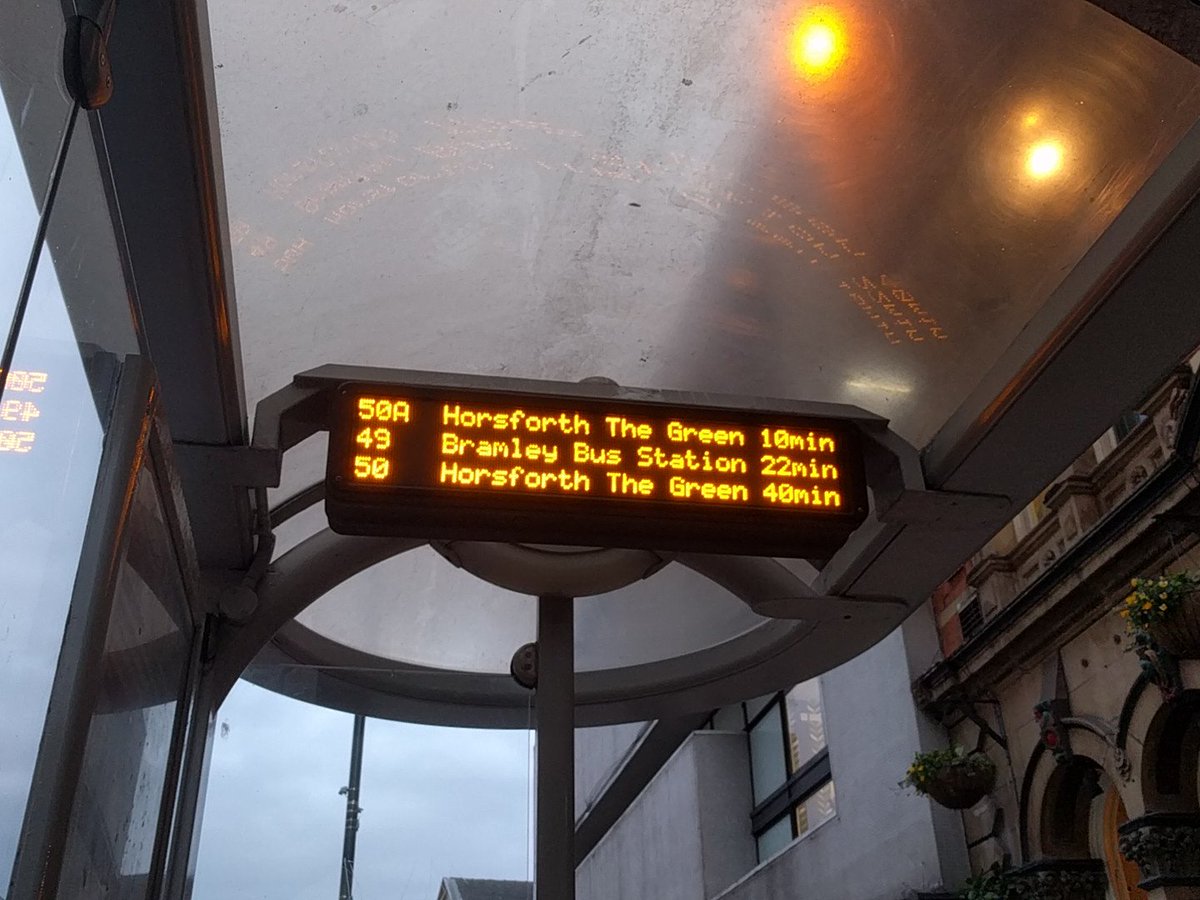 50A Horsforth The Green 10min
49 Bramley Bus Station 22min
50 Horsforth The Green 40min